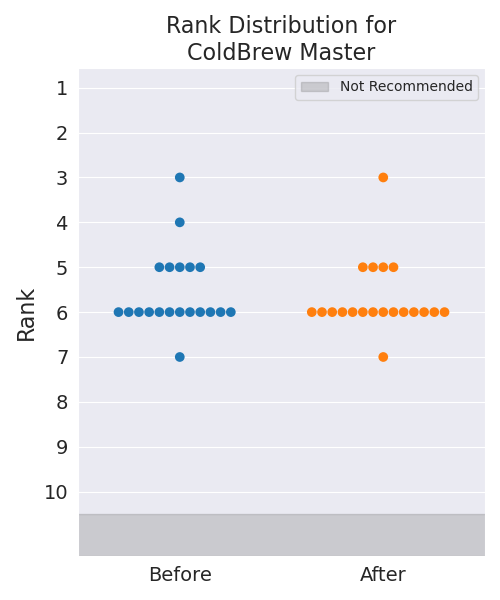 Rank Distribution for
ColdBrew Master
Not Recommended
1
2
3
4
5
6
7
8
9
10
Rank
Before
After